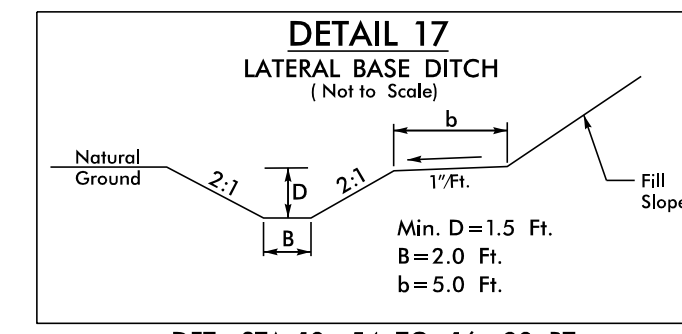 DETAIL 17
LATERAL BASE DITCH
( Not to Scale)
b
Natural
Ground
2:1
D
2:1
1"/Ft.
Fill
Slope
B
Min. D=1.5 Ft.
B=2.0 Ft.
b=5.0 Ft.